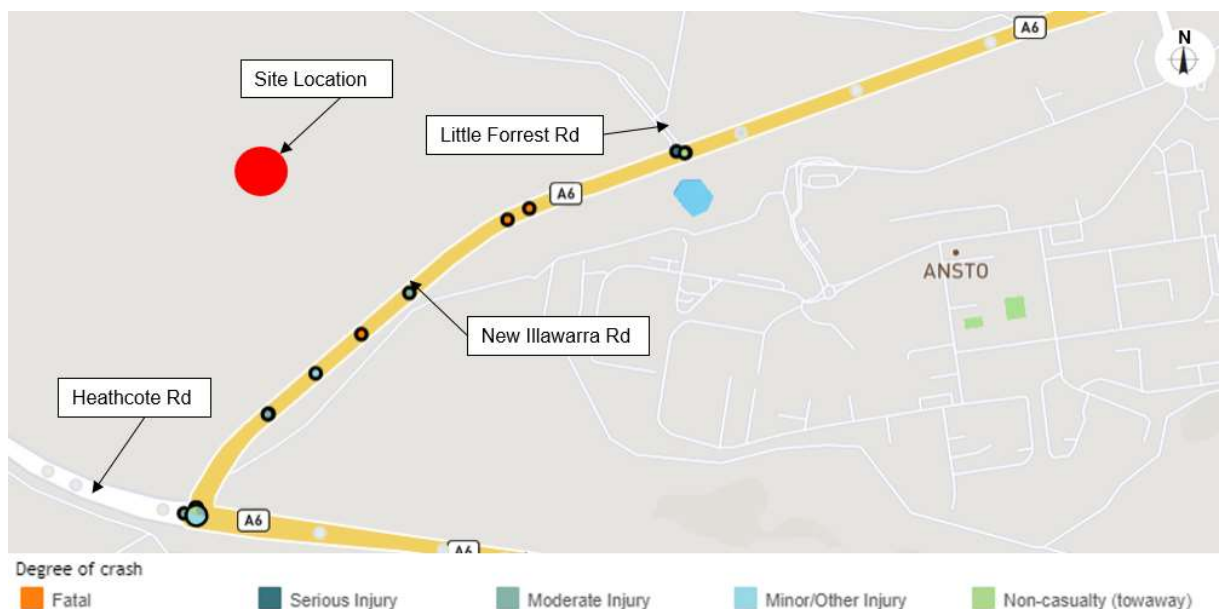 A6
N
Site Location
Little Forrest Rd
A6
ANSTO
New Illawarra Rd
Heathcote Rd
A6
A6
Degree of crash
Fatal
Serious Injury
Moderate Injury
Minor/Other Injury
Non-casualty (towaway)